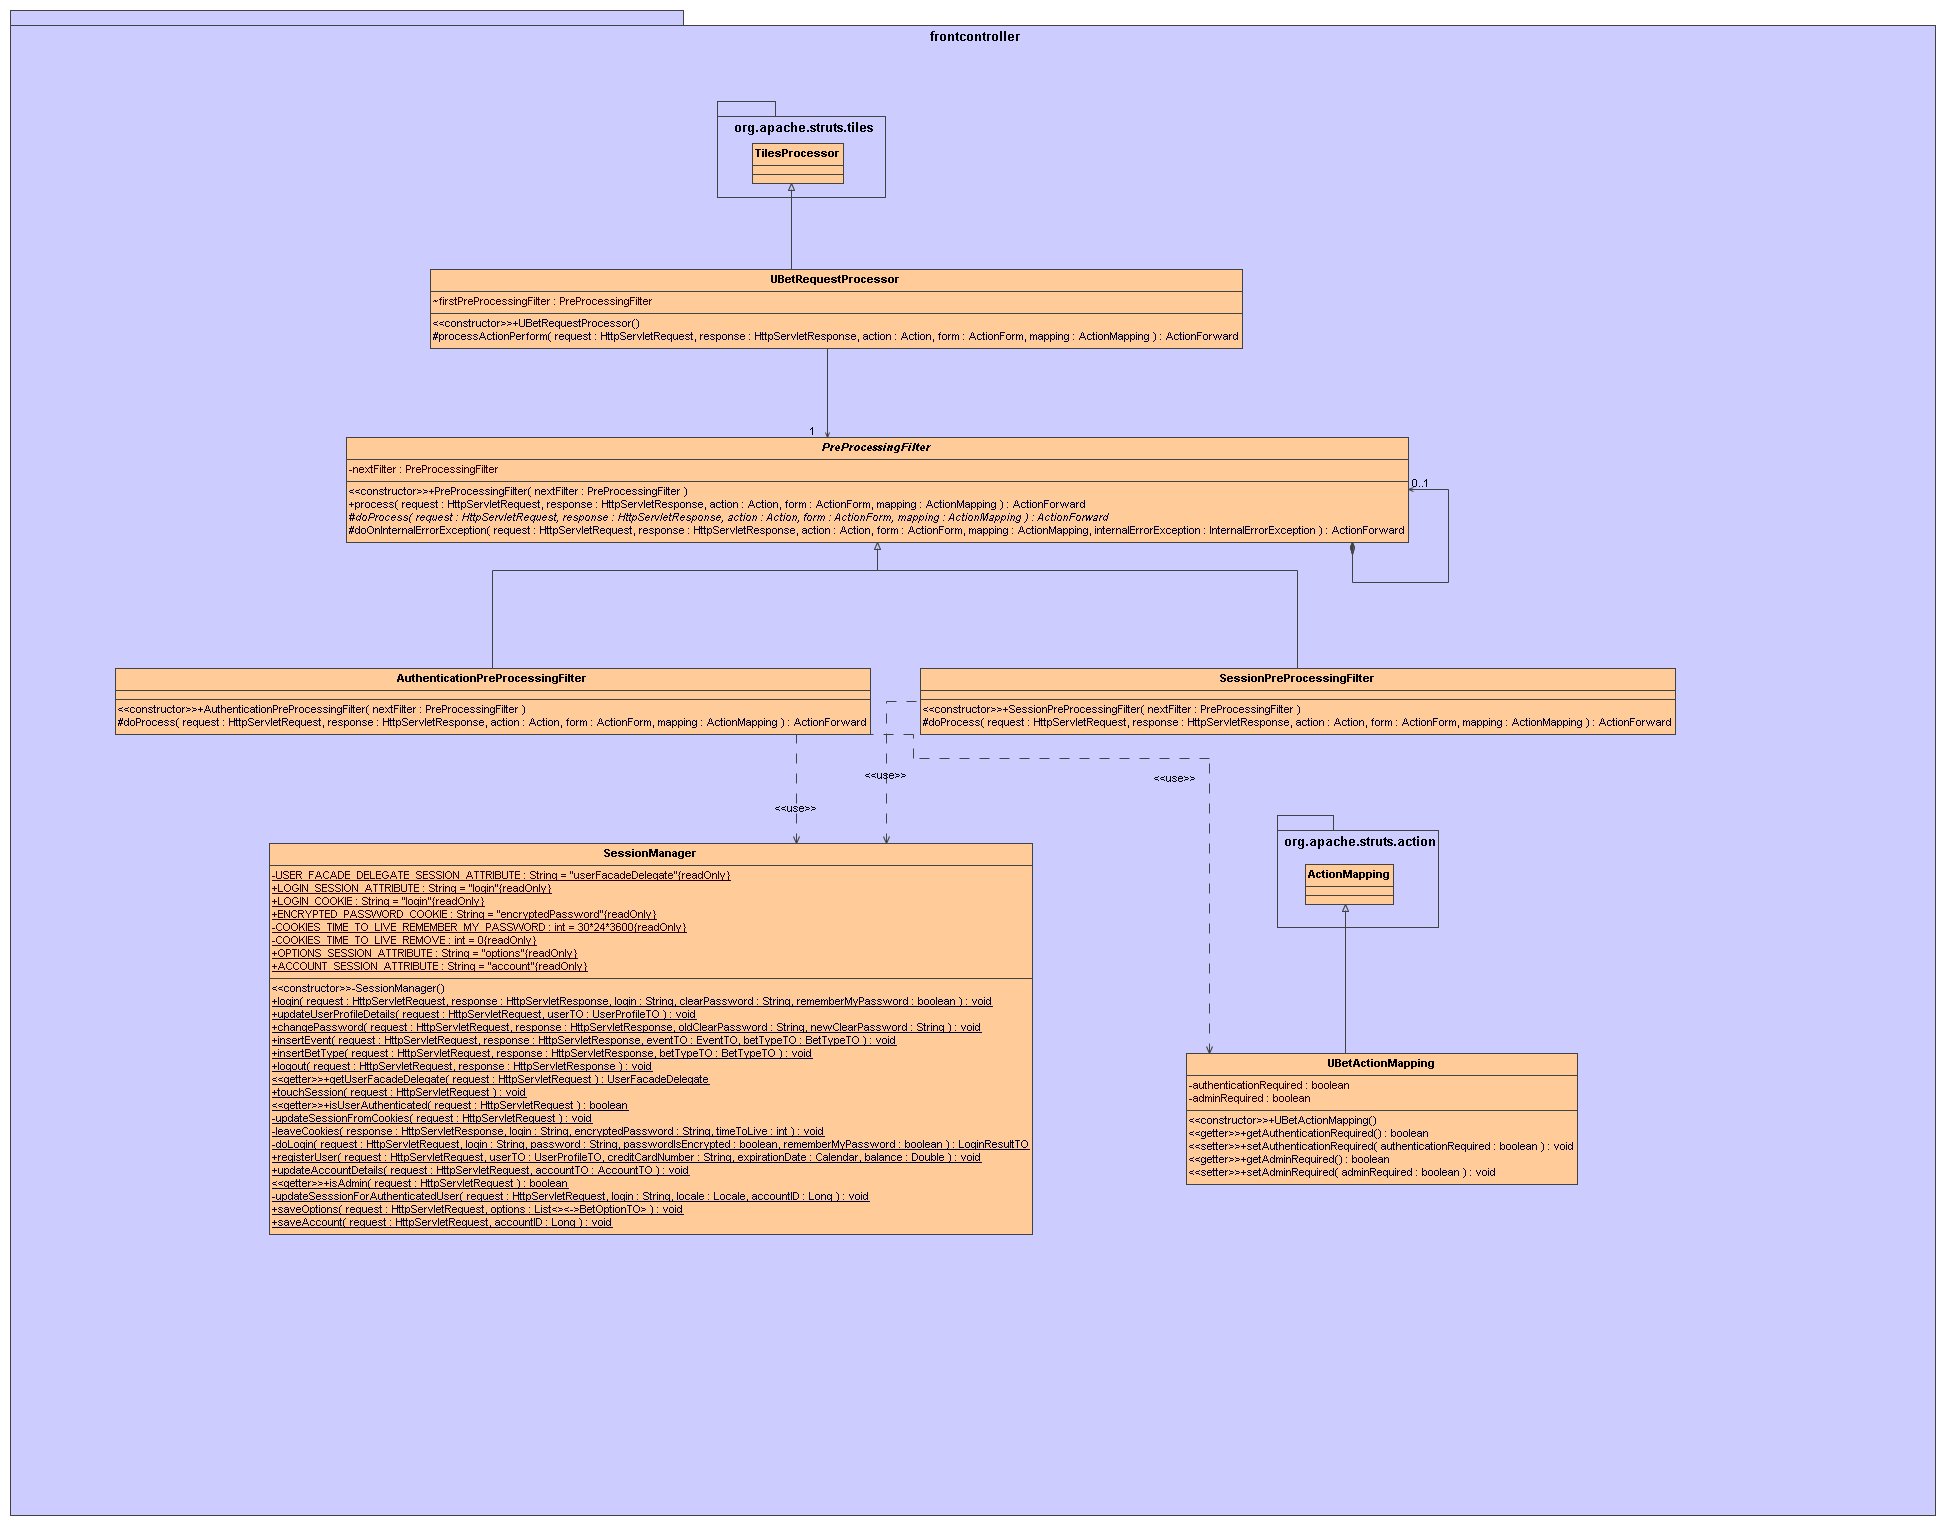 frontcontroller
org.apache.struts.tiles
TilesProcessor
UBetRequestProcessor
~firstPreProcessingFilter : PreProcessingFilter
<<constructor>>+UBetRequestProcessor()
#processActionPerform( request : HttpServletRequest, response : HttpServletResponse, action : Action, form : ActionForm, mapping : ActionMapping ) : ActionForward
1
PreProcessingFilter
-nextFilter : PreProcessingFilter
0..1
<<constructor>>+PreProcessingFilter( nextFilter : PreProcessingFilter )
+process( request : HttpServletRequest, response : HttpServletResponse, action : Action, form : ActionForm, mapping : ActionMapping ) : ActionForward
#doProcess( request : HttpServletRequest, response : HttpServletResponse, action : Action, form : ActionForm, mapping : ActionMapping ) : ActionForward
#doOnInternalErrorException( request : HttpServletRequest, response : HttpServletResponse, action : Action, form : ActionForm, mapping : ActionMapping, internalErrorException : InternalErrorException ) : ActionForward
AuthenticationPreProcessingFilter
<<constructor>>+AuthenticationPreProcessingFilter( nextFilter : PreProcessingFilter )
#doProcess( request : HttpServletRequest, response : HttpServletResponse, action : Action, form : ActionForm, mapping : ActionMapping ) : ActionForward
SessionPreProcessingFilter
<<constructor>>+SessionPreProcessingFilter( nextFilter : PreProcessingFilter )
#doProcess( request : HttpServletRequest, response : HttpServletResponse, action : Action, form : ActionForm, mapping : ActionMapping ) : ActionForward
<<use>>
<<use>>
<<use>>
SessionManager
-USER_FACADE_DELEGATE_SESSION_ATTRIBUTE : String = "userFacadeDelegate"{readOnly}
+LOGIN_SESSION_ATTRIBUTE : String = "login"{readOnly}
+LOGIN_COOKIE : String = "login"{readOnly}
+ENCRYPTED_PASSWORD_COOKIE : String = "encryptedPassword"{readOnly}
-COOKIES_TIME_TO_LIVE_REMEMBER_MY_PASSWORD : int = 30*24*3600{readOnly}
-COOKIES_TIME_TO_LIVE_REMOVE : int = 0{readOnly}
+OPTIONS_SESSION_ATTRIBUTE : String = "options"{readOnly}
+ACCOUNT_SESSION_ATTRIBUTE : String = "account"{readOnly}
<<constructor>>-SessionManager()
+login( request : HttpServletRequest, response : HttpServletResponse, login : String, clearPassword : String, rememberMyPassword : boolean ) : void
+updateUserProfileDetails( request : HttpServletRequest, userTO : UserProfileTO ) : void
+changePassword( request : HttpServletRequest, response : HttpServletResponse, oldClearPassword : String, newClearPassword : String ) : void
+insertEvent( request : HttpServletRequest, response : HttpServletResponse, eventTO : EventTO, betTypeTO : BetTypeTO ) : void
+insertBetType( request : HttpServletRequest, response : HttpServletResponse, betTypeTO : BetTypeTO ) : void
+logout( request : HttpServletRequest, response : HttpServletResponse ) : void
<<getter>>+getUserFacadeDelegate( request : HttpServletRequest ) : UserFacadeDelegate
+touchSession( request : HttpServletRequest ) : void
<<getter>>+isUserAuthenticated( request : HttpServletRequest ) : boolean
-updateSessionFromCookies( request : HttpServletRequest ) : void
-leaveCookies( response : HttpServletResponse, login : String, encryptedPassword : String, timeToLive : int ) : void
-doLogin( request : HttpServletRequest, login : String, password : String, passwordIsEncrypted : boolean, rememberMyPassword : boolean ) : LoginResultTO
+registerUser( request : HttpServletRequest, userTO : UserProfileTO, creditCardNumber : String, expirationDate : Calendar, balance : Double ) : void
+updateAccountDetails( request : HttpServletRequest, accountTO : AccountTO ) : void
<<getter>>+isAdmin( request : HttpServletRequest ) : boolean
-updateSesssionForAuthenticatedUser( request : HttpServletRequest, login : String, locale : Locale, accountID : Long ) : void
+saveOptions( request : HttpServletRequest, options : List<><->BetOptionTO> ) : void
+saveAccount( request : HttpServletRequest, accountID : Long ) : void
org.apache.struts.action
ActionMapping
UBetActionMapping
-authenticationRequired : boolean
-adminRequired : boolean
<<constructor>>+UBetActionMapping()
<<getter>>+getAuthenticationRequired() : boolean
<<setter>>+setAuthenticationRequired( authenticationRequired : boolean ) : void
<<getter>>+getAdminRequired() : boolean
<<setter>>+setAdminRequired( adminRequired : boolean ) : void